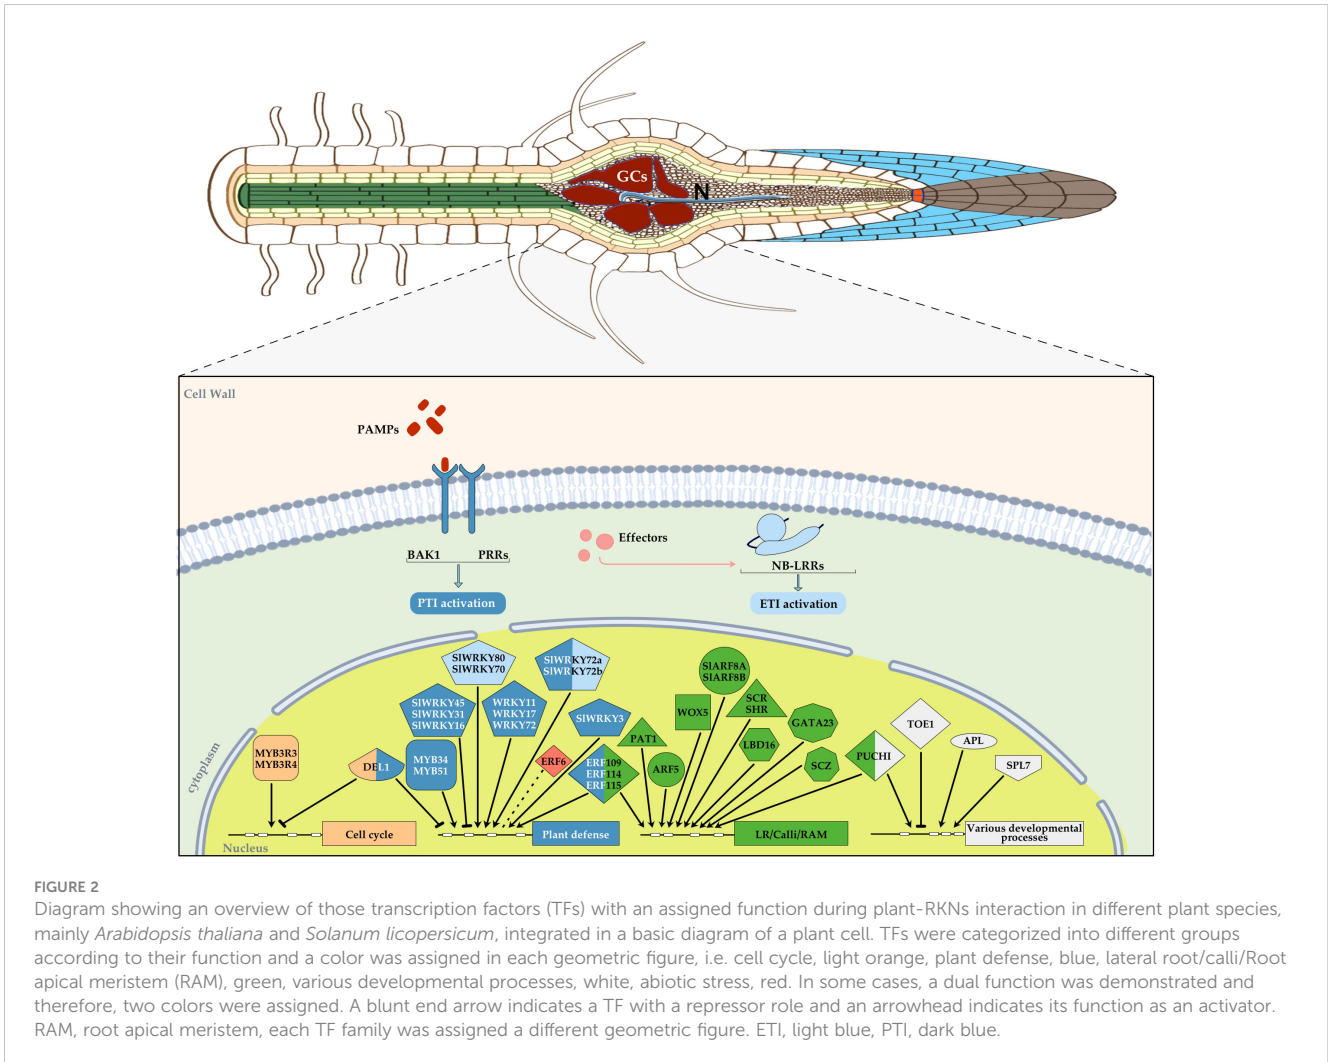 GCs
N
Cell Wall
PAMPs
BAK1
PRRs
Effectors
NB-LRRs
PTI activation
ETI activation
cytoplasm
SlWRKY80
SlWRKY70
SlWRKY72a
SlWRKY72b
SlWRKY45
SlWRKY31
SlWRKY16
WRKY11
WRKY17
WRKY72
SlWRKY3
MYB3R3
MYB3R4
DEL1
MYB34
MYB51
ERF6
ERF109
ERF114
ERF115
PAT1
ARF5
WOX5
SlARF8A
SlARF8B
SCR
SHR
LBD16
GATA23
SCZ
PUCHI
TOE1
APL
SPL7
Cell cycle
Plant defense
LR/Calli/RAM
Various developmental
processes
Nucleus
FIGURE 2
Diagram showing an overview of those transcription factors (TFs) with an assigned function during plant-RKNs interaction in different plant species,
mainly Arabidopsis thaliana and Solanum licopersicum, integrated in a basic diagram of a plant cell. TFs were categorized into different groups
according to their function and a color was assigned in each geometric figure, i.e. cell cycle, light orange, plant defense, blue, lateral root/calli/Root
apical meristem (RAM), green, various developmental processes, white, abiotic stress, red. In some cases, a dual function was demonstrated and
therefore, two colors were assigned. A blunt end arrow indicates a TF with a repressor role and an arrowhead indicates its function as an activator.
RAM, root apical meristem, each TF family was assigned a different geometric figure. ETI, light blue, PTI, dark blue.